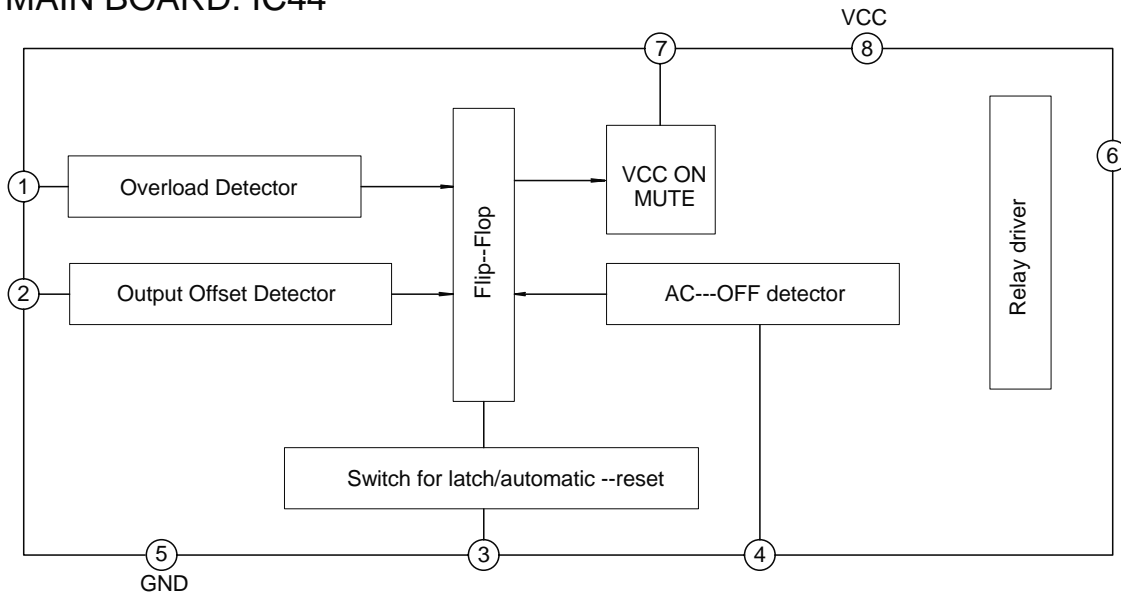 MAIN BOARD: IC44
VCC
7
8
6
1
Overload Detector
VCC ON
MUTE
Flip--Flop
Relay driver
2
Output Offset Detector
AC---OFF detector
Switch for latch/automatic --reset
5
3
4
GND